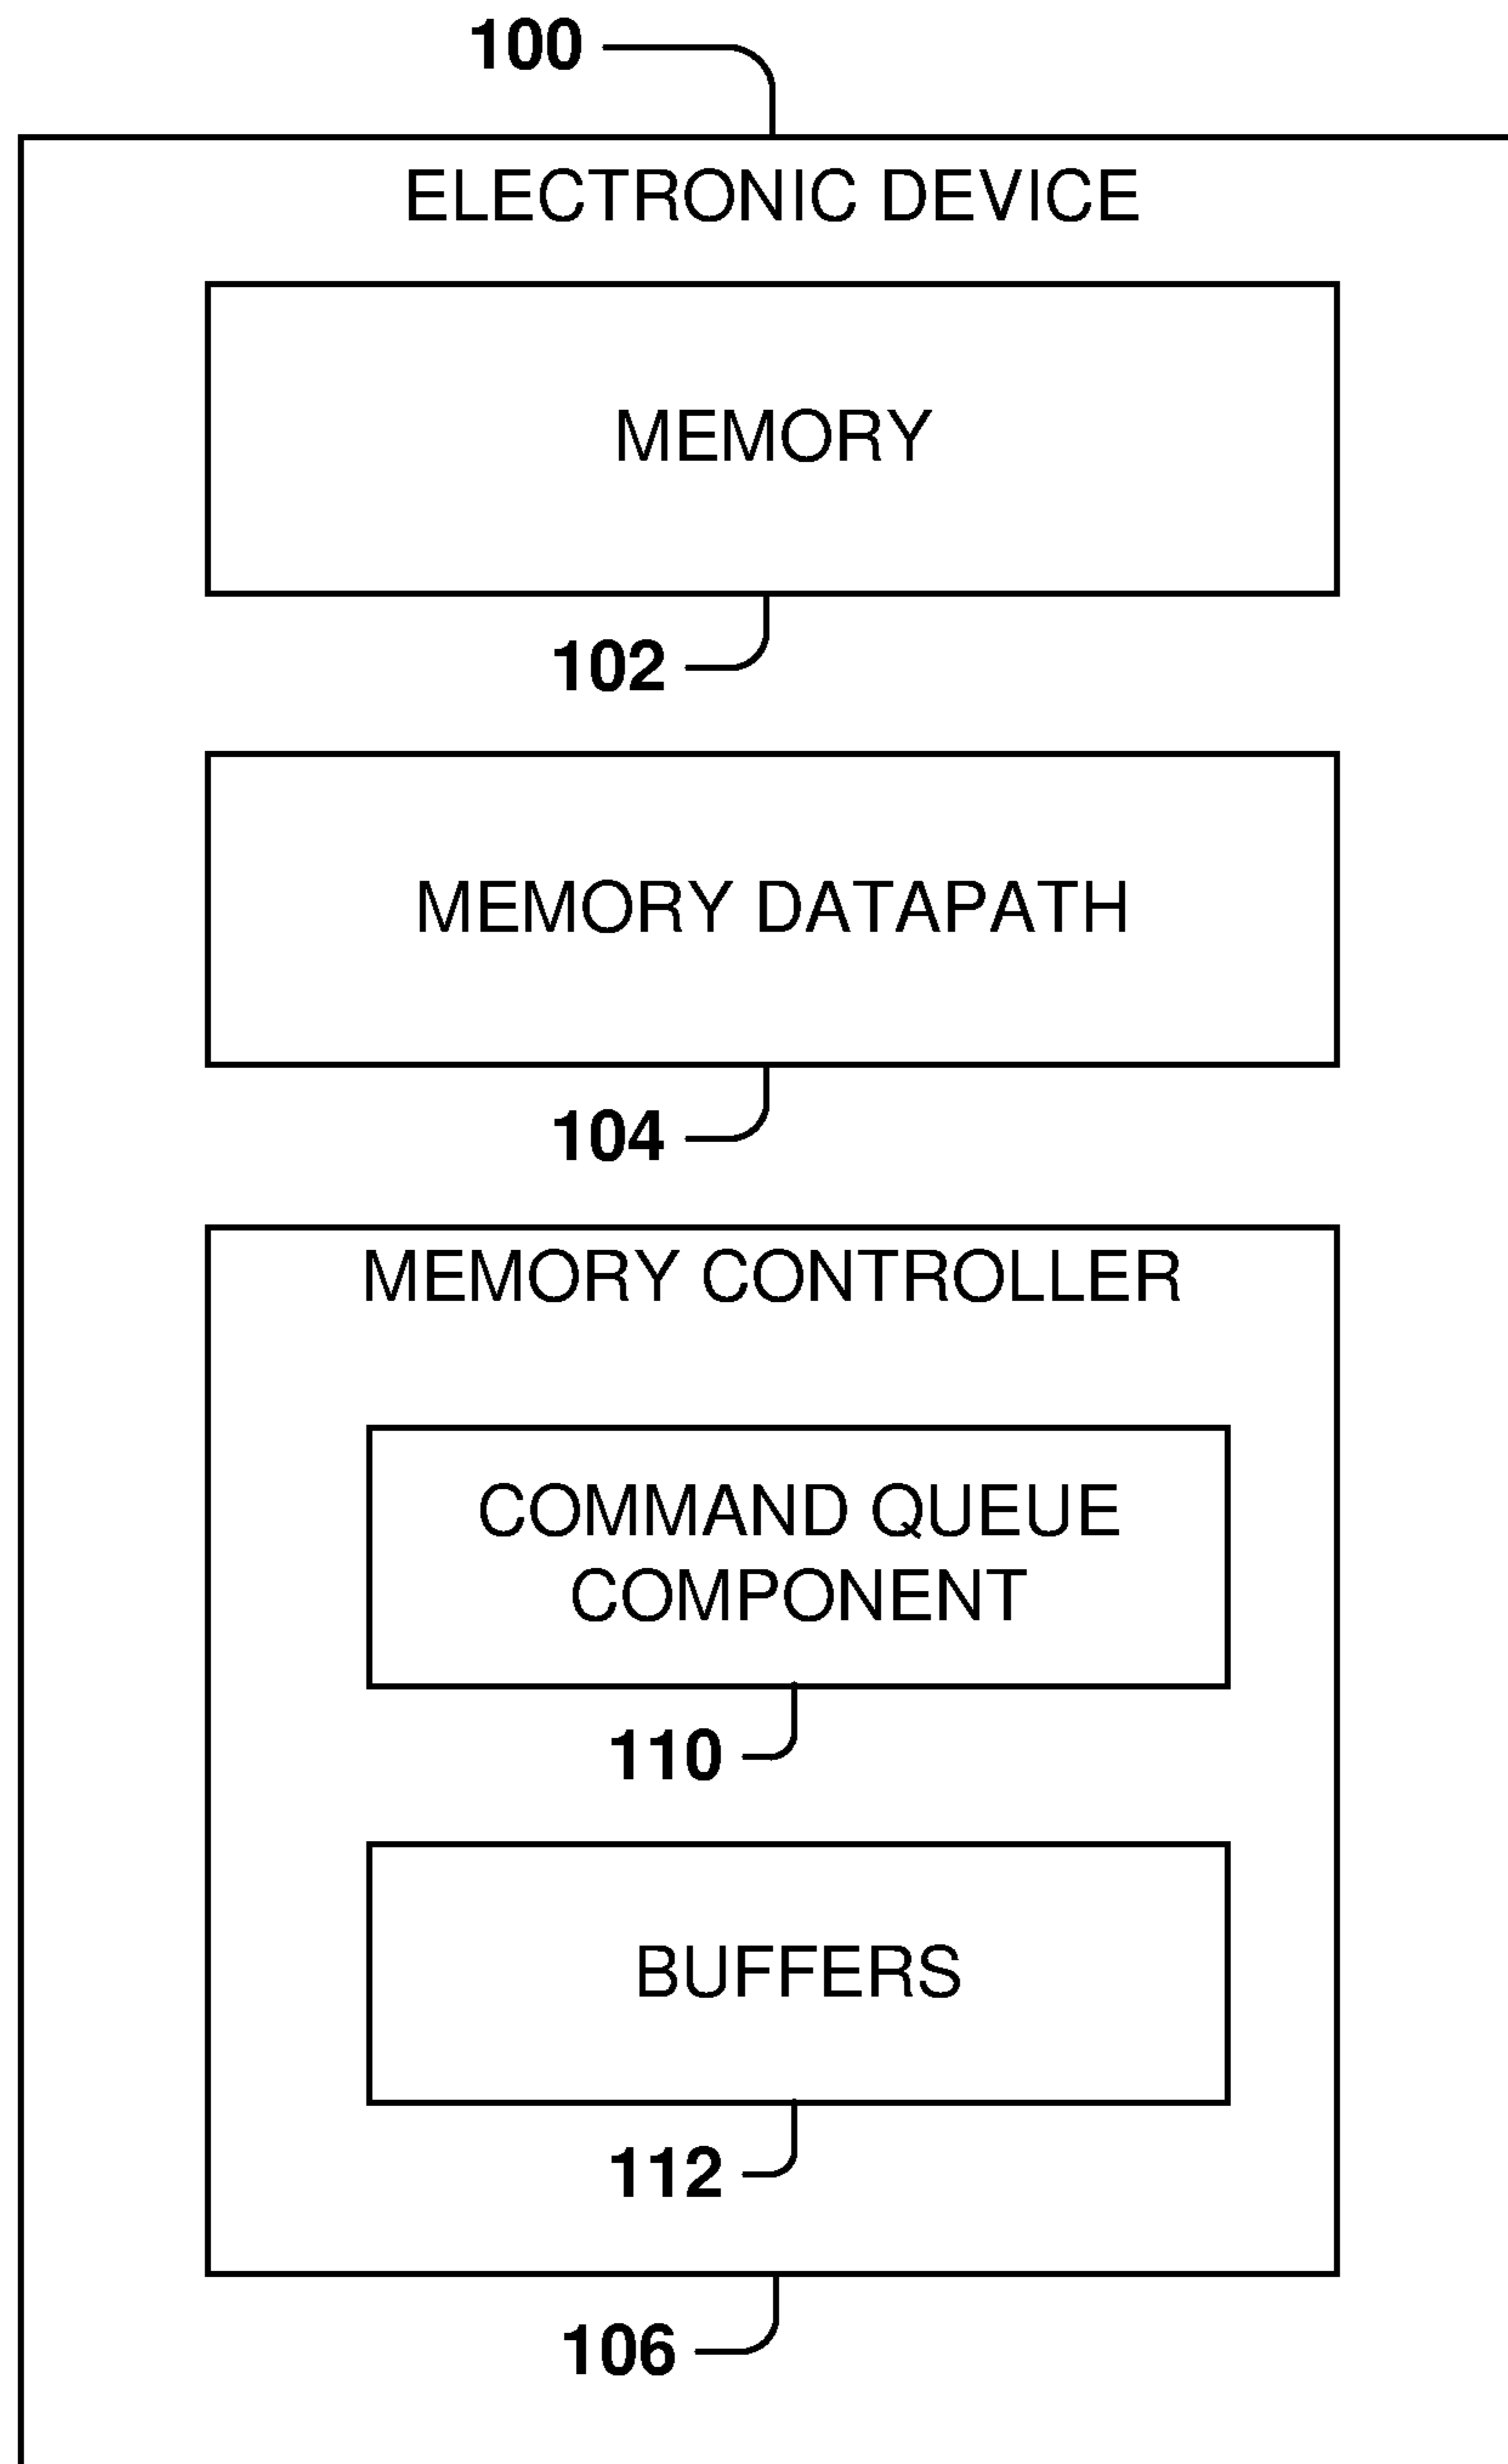 100
ELECTRONIC DEVICE
MEMORY
102
MEMORY DATAPATH
104
MEMORY CONTROLLER
COMMAND QUEUE
COMPONENT
110
BUFFERS
112
106